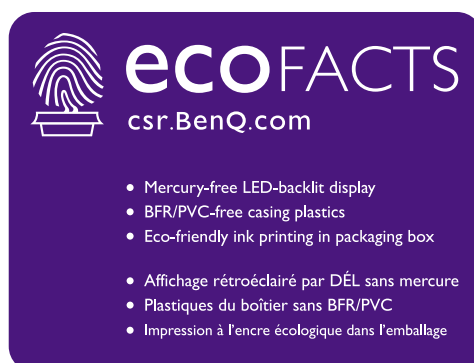 ecoFACTS
csr.BenQ.com
• Mercury-free LED-backlit display
• BFR/PVC-free casing plastics
• Eco-friendly ink printing in packaging box
• Affichage rétroéclairé par DÉL sans mercure
• Plastiques du boîtier sans BFR/PVC
• Impression à l'encre écologique dans l'emballage